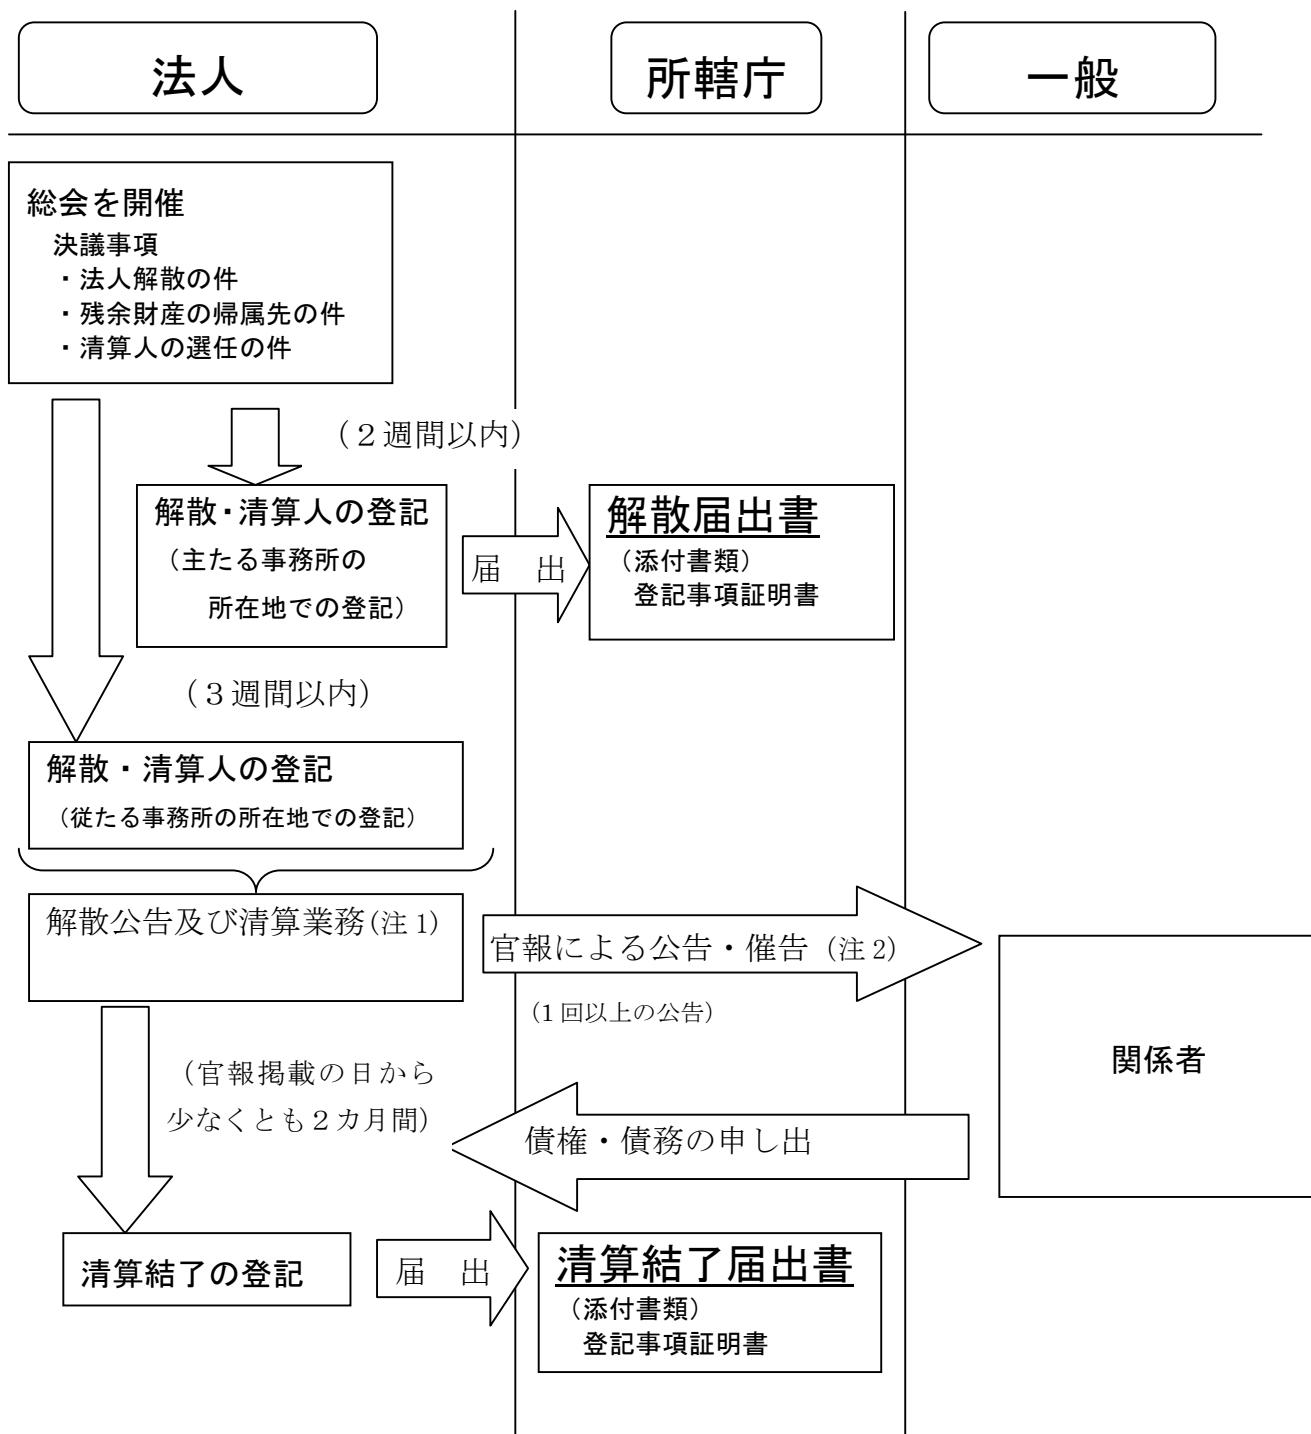 法人
所轄庁
一般
総会を開催
決議事項
・法人解散の件
・残余財産の帰属先の件
・清算人の選任の件
（２週間以内）
解散・清算人の登記
（主たる事務所の
所在地での登記）
届　出
解散届出書
（添付書類）
登記事項証明書
（３週間以内）
解散・清算人の登記
（従たる事務所の所在地での登記）
解散公告及び清算業務(注 1)
官報による公告・催告（注 2）
（1 回以上の公告）
関係者
（官報掲載の日から
少なくとも２カ月間）
債権・債務の申し出
清算結了の登記
届　出
清算結了届出書
（添付書類）
登記事項証明書